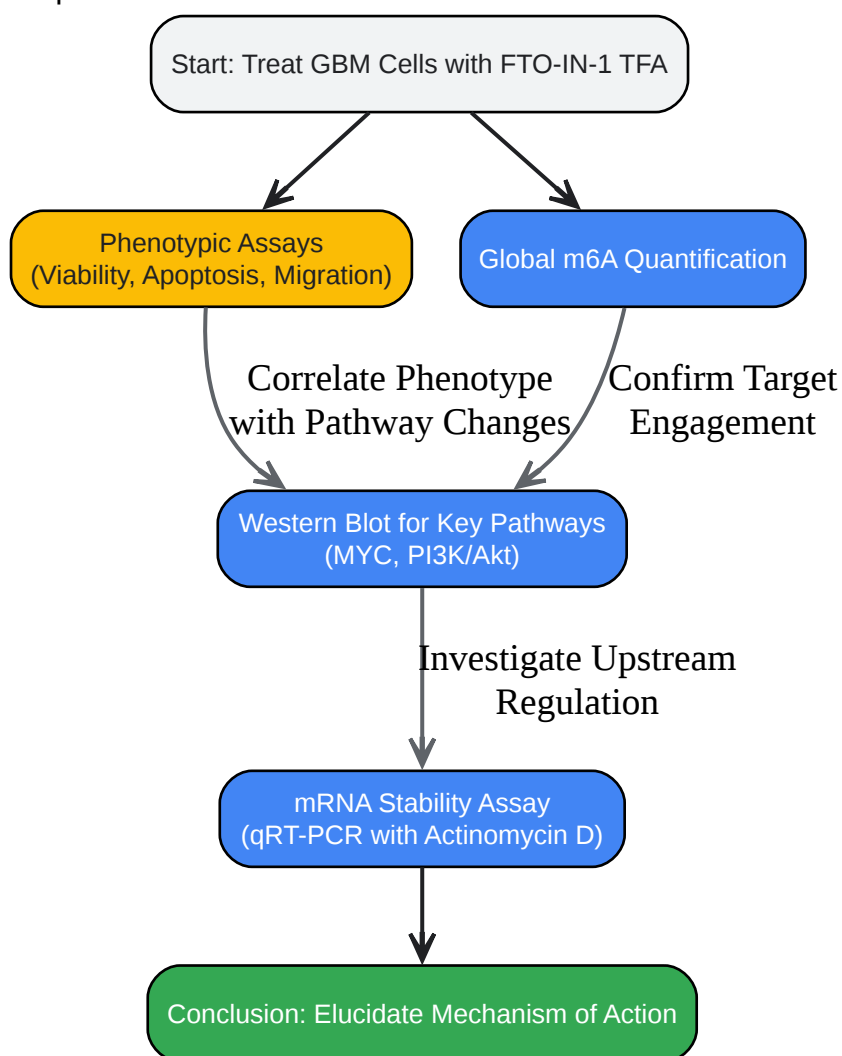 Start: Treat GBM Cells with FTO-IN-1 TFA
Phenotypic Assays
(Viability, Apoptosis, Migration)
Global m6A Quantification
Correlate Phenotype
with Pathway Changes
Confirm Target
Engagement
Western Blot for Key Pathways
(MYC, PI3K/Akt)
Investigate Upstream
Regulation
mRNA Stability Assay
(qRT-PCR with Actinomycin D)
Conclusion: Elucidate Mechanism of Action